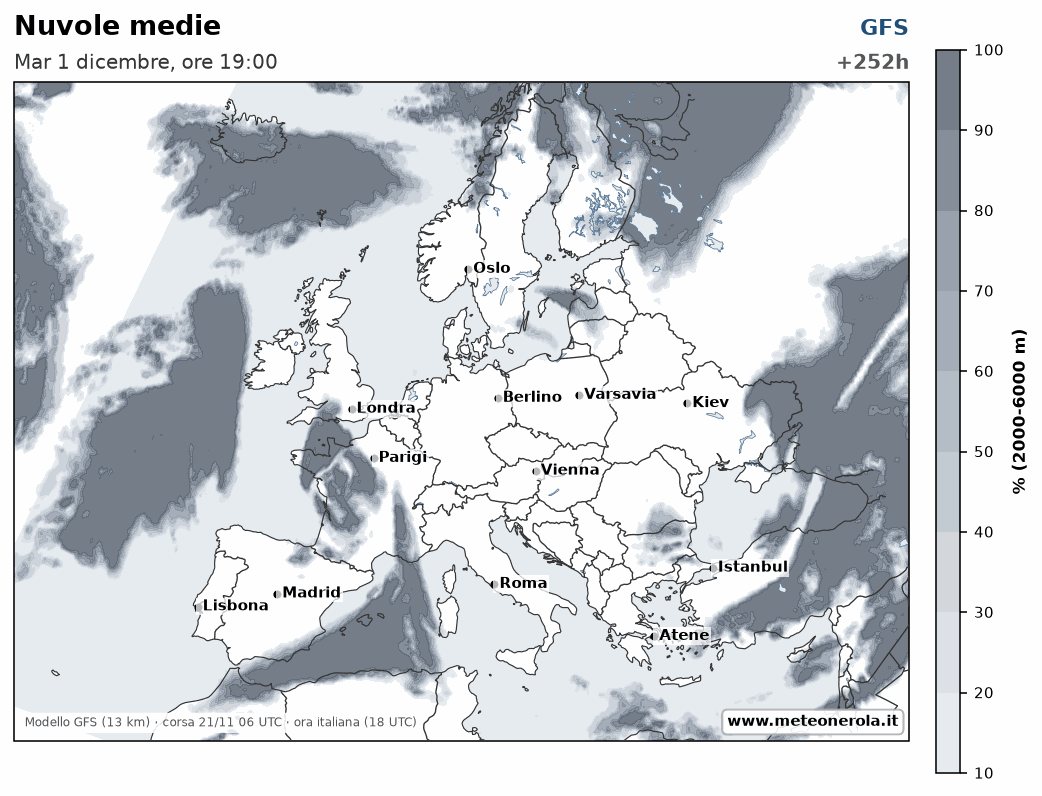 Nuvole medie
GFS
Mar 1 dicembre, ore 19:00
+252h
100
90
80
70
60
50
40
30
20
10
% (2000-6000 m)
Oslo
Berlino
Varsavia
Kiev
Londra
Parigi
Vienna
Istanbul
Roma
Madrid
Lisbona
Atene
Modello GFS (13 km) · corsa 21/11 06 UTC · ora italiana (18 UTC)
www.meteonerola.it